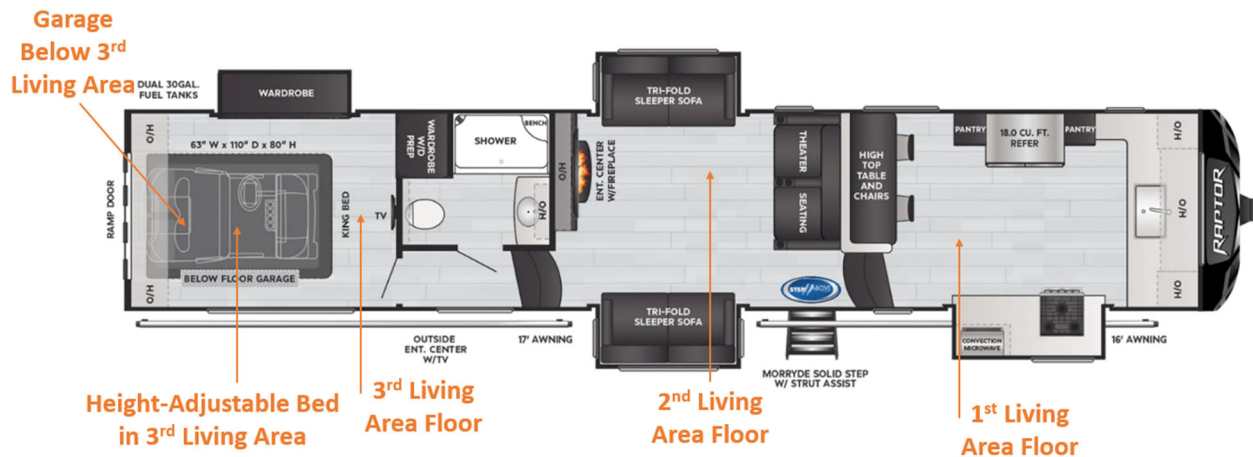 Garage
Below 3rd
Living Area
DUAL 30GAL.
FUEL TANKS
WARDROBE
H/O
63" W x 110" D x 80" H
RAMP DOOR
BELOW FLOOR GARAGE
H/O
KING BED
TV
WARDROBE
W/D
PREP
SHOWER
BENCH
H/O
H/O
ENT. CENTER
W/FIREPLACE
TRI-FOLD
SLEEPER SOFA
THEATER
SEATING
HIGH
TOP
TABLE
AND
CHAIRS
PANTRY
18.0 CU. FT.
REFER
PANTRY
H/O
H/O
H/O
RAPTOR
STEP ABOVE
TRI-FOLD
SLEEPER SOFA
CONVECTION
MICROWAVE
OUTSIDE
ENT. CENTER
W/TV
17' AWNING
16' AWNING
MORRYDE SOLID STEP
W/ STRUT ASSIST
Height-Adjustable Bed
in 3rd Living Area
3rd Living
Area Floor
2nd Living
Area Floor
1st Living
Area Floor